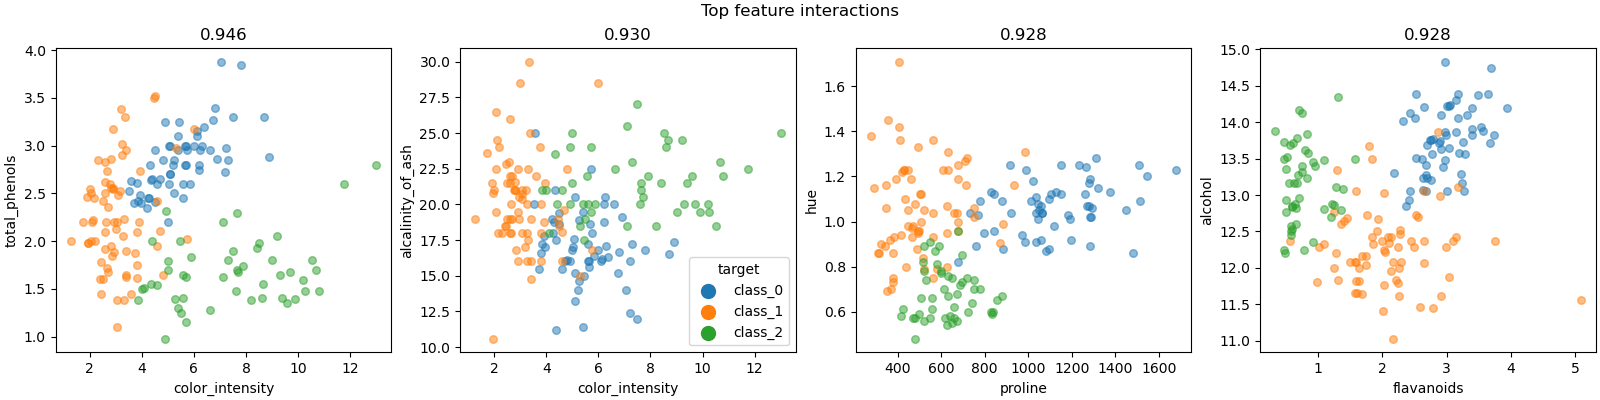 Top feature interactions
0.946
4.0
3.5
3.0
2.5
2.0
1.5
1.0
total_phenols
2 4 6 8 10 12
color_intensity
0.930
30.0
27.5
25.0
22.5
20.0
17.5
15.0
12.5
10.0
alcalinity_of_ash
target
class_0
class_1
class_2
2 4 6 8 10 12
color_intensity
0.928
1.6
1.4
1.2
1.0
0.8
0.6
hue
400 600 800 1000 1200 1400 1600
proline
0.928
15.0
14.5
14.0
13.5
13.0
12.5
12.0
11.5
11.0
alcohol
1 2 3 4 5
flavanoids